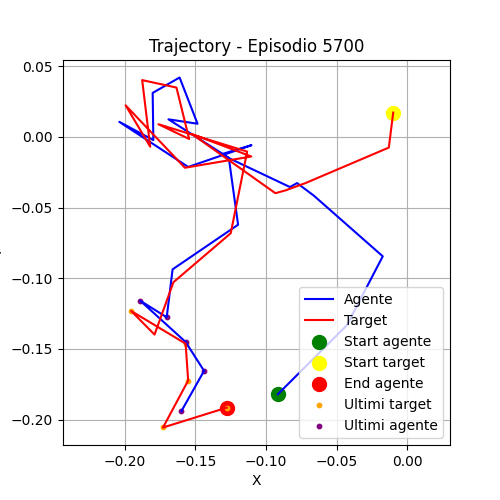 Trajectory - Episodio 5700
0.05
0.00
−0.05
−0.10
−0.15
−0.20
Agente
Target
Start agente
Start target
End agente
Ultimi target
Ultimi agente
−0.20
−0.15
−0.10
−0.05
0.00
X